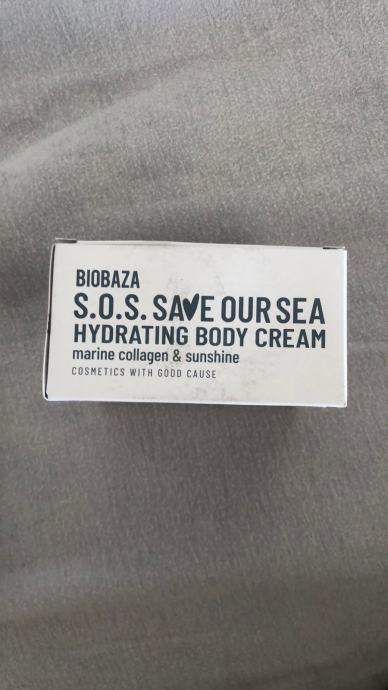 BIOBAZA
S.O.S. SAVE OUR SEA
HYDRATING BODY CREAM
marine collagen & sunshine
COSMETICS WITH GOOD CAUSE